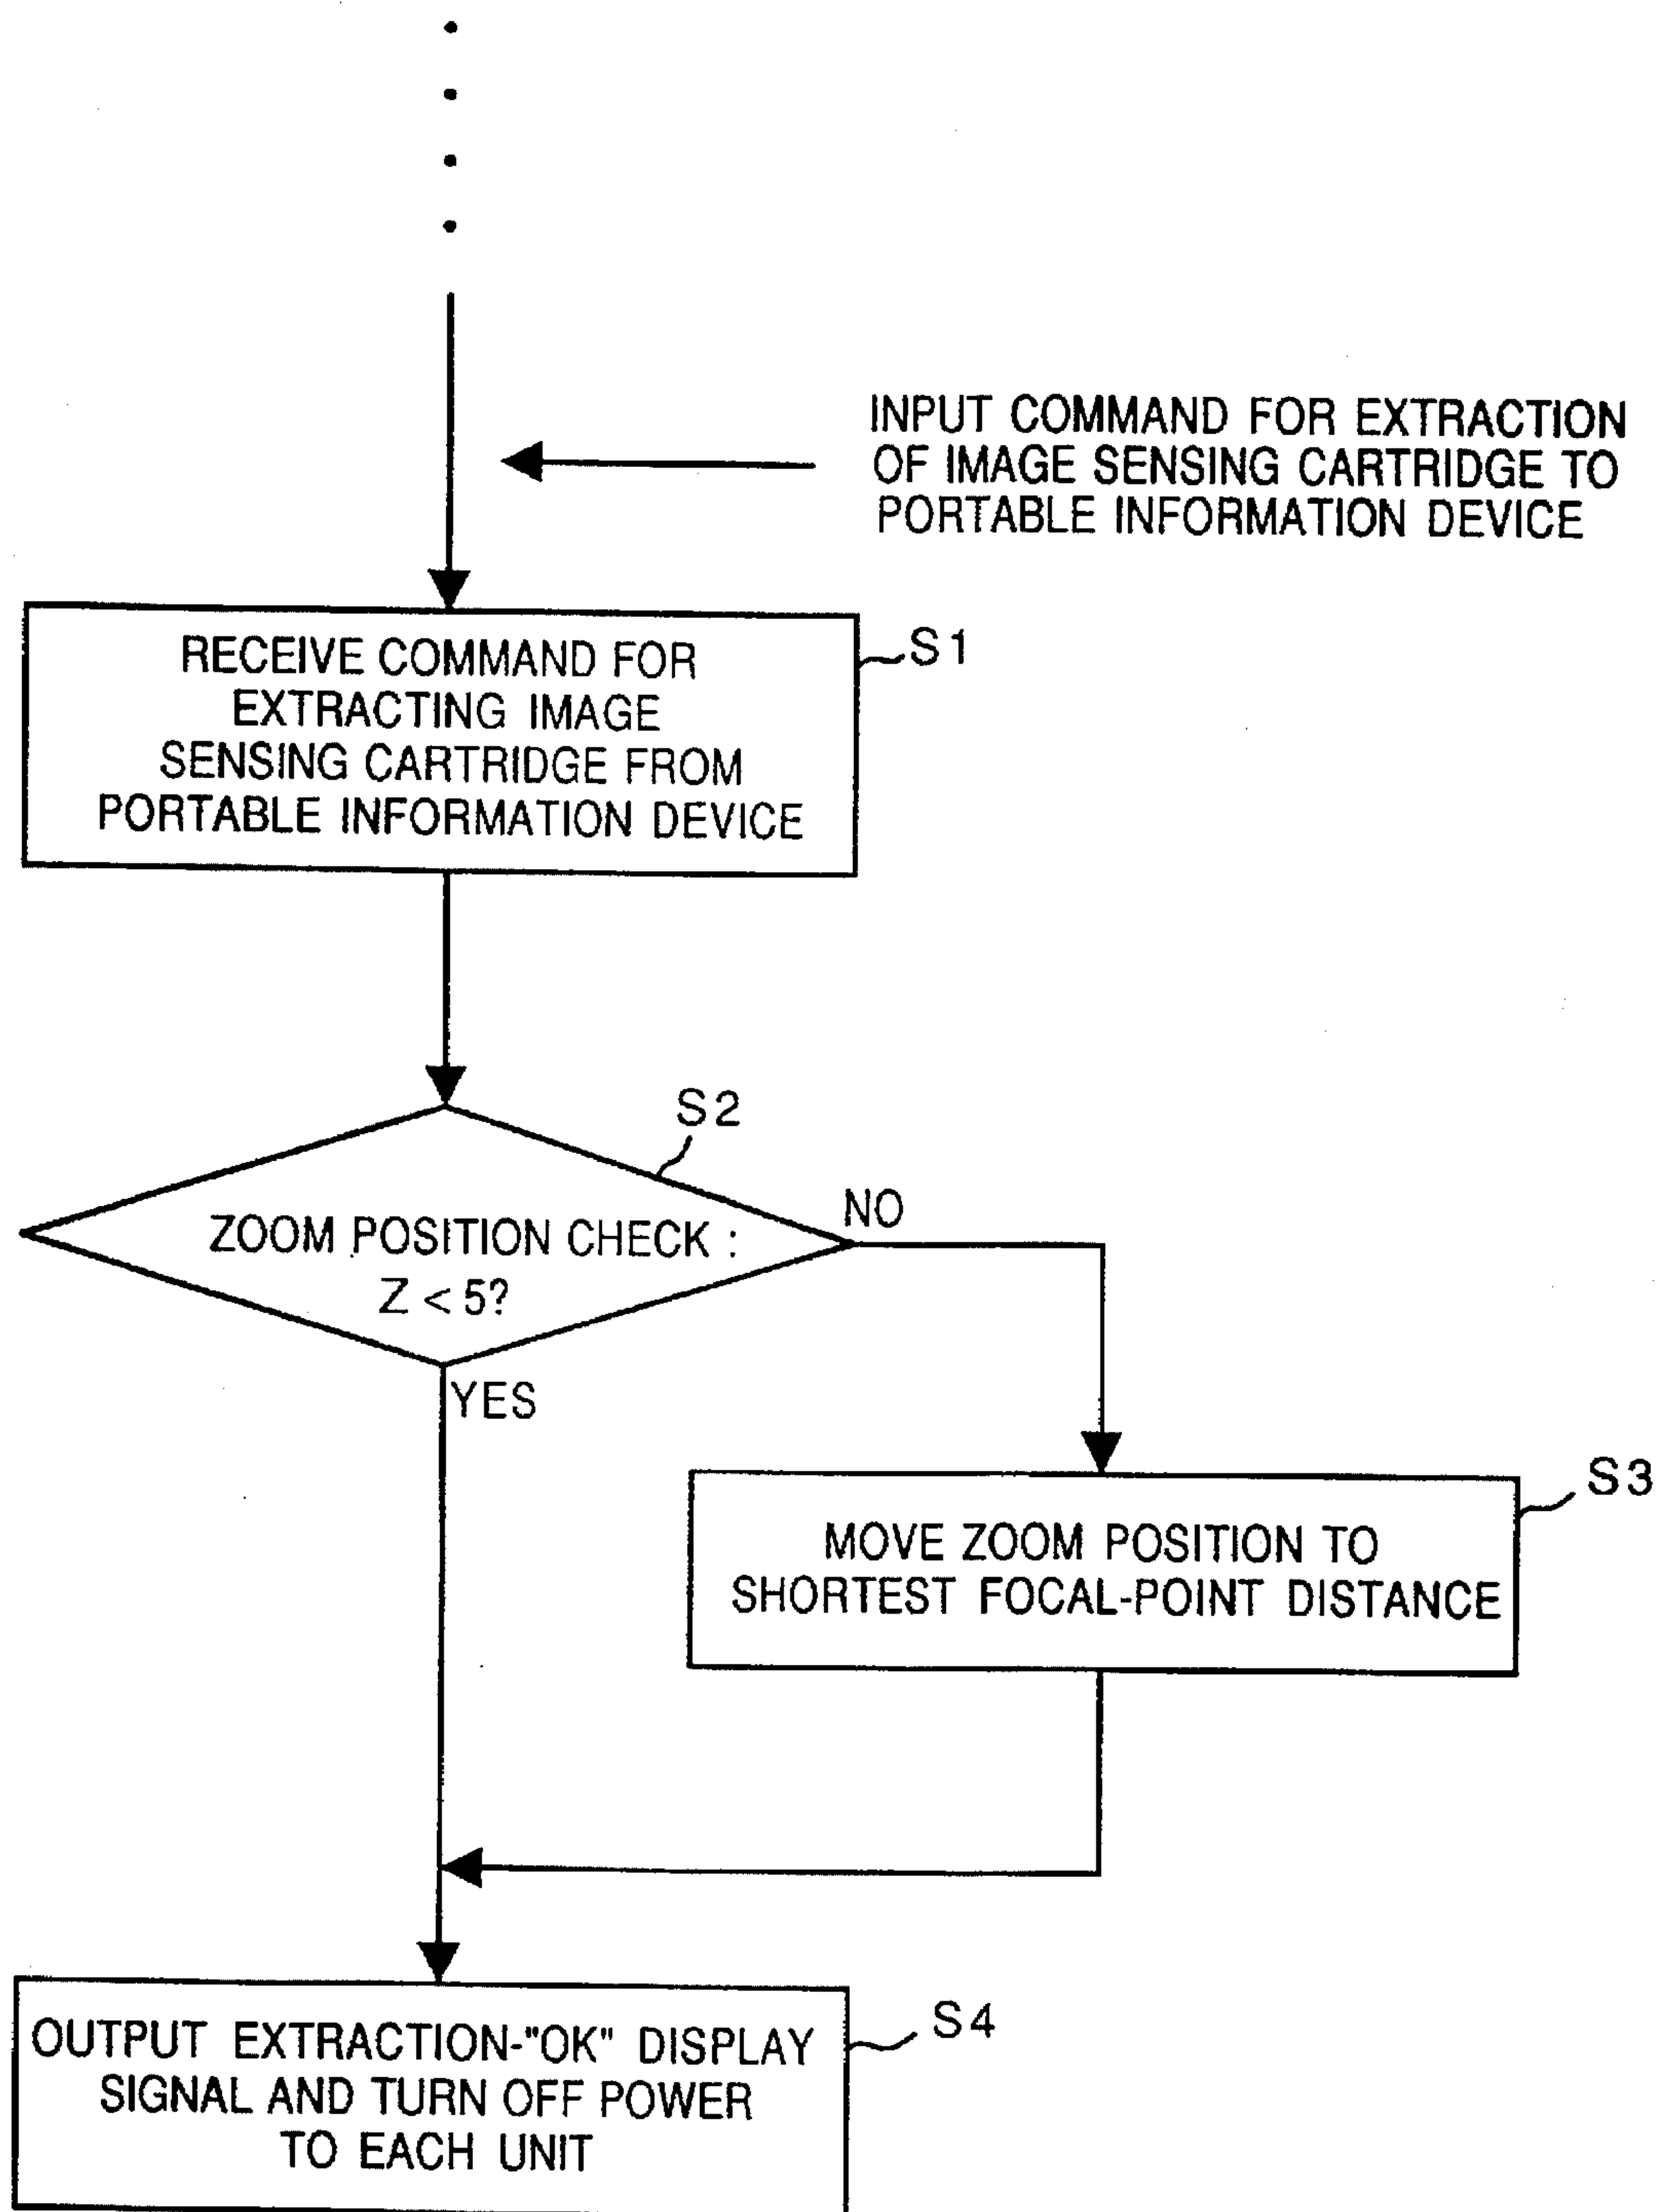 INPUT COMMAND FOR EXTRACTION
OF IMAGE SENSING CARTRIDGE TO
PORTABLE INFORMATION DEVICE
RECEIVE COMMAND FOR
EXTRACTING IMAGE
SENSING CARTRIDGE FROM
PORTABLE INFORMATION DEVICE
S1
S2
ZOOM POSITION CHECK :
Z < 5?
NO
YES
S3
MOVE ZOOM POSITION TO
SHORTEST FOCAL-POINT DISTANCE
S4
OUTPUT EXTRACTION-"OK" DISPLAY
SIGNAL AND TURN OFF POWER
TO EACH UNIT